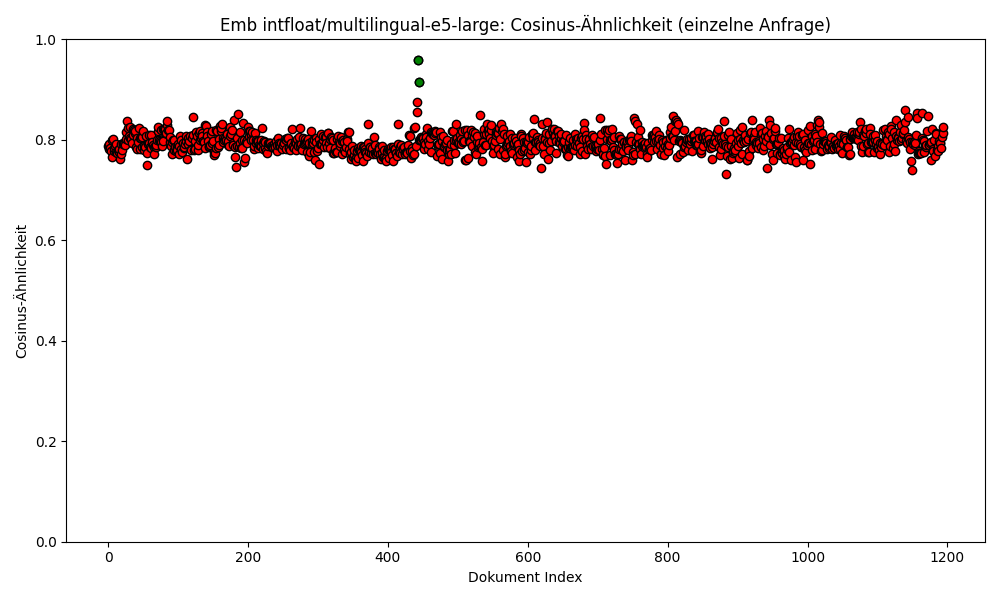 Emb intfloat/multilingual-e5-large: Cosinus-Ähnlichkeit (einzelne Anfrage)
Cosinus-Ähnlichkeit
1.0
0.8
0.6
0.4
0.2
0.0
0 200 400 600 800 1000 1200
Dokument Index